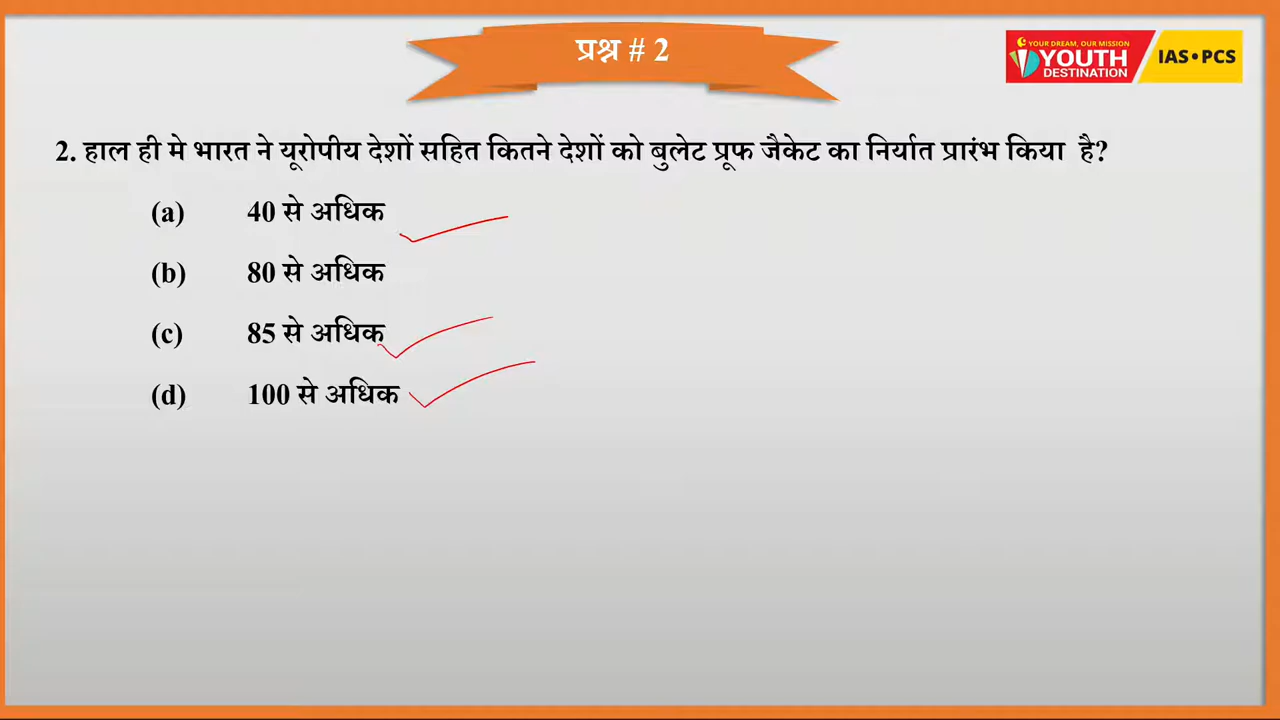 प्रश्न # 2
YOUR DREAM, OUR MISSION
YOUTH
DESTINATION
IAS•PCS
2. हाल ही मे भारत ने यूरोपीय देशों सहित कितने देशों को बुलेट प्रूफ जैकेट का निर्यात प्रारंभ किया है?
(a) 40 से अधिक
(b) 80 से अधिक
(c) 85 से अधिक
(d) 100 से अधिक